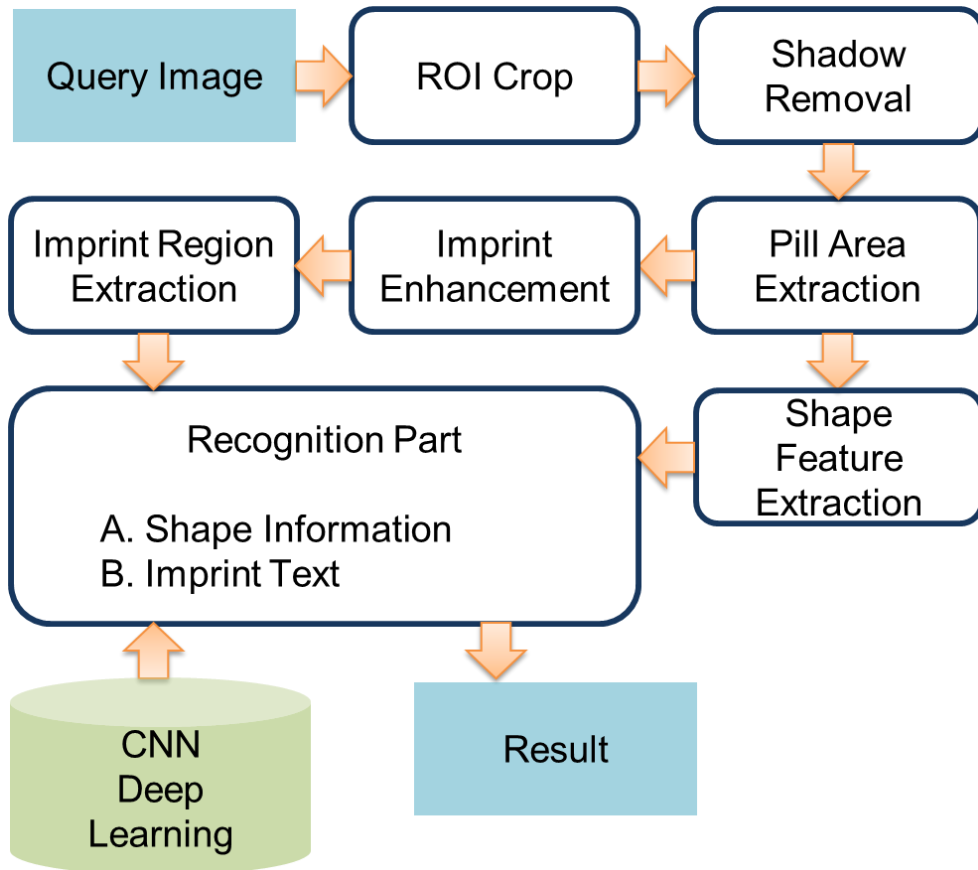 Query Image
ROI Crop
Shadow
Removal
Imprint Region
Extraction
Imprint
Enhancement
Pill Area
Extraction
Recognition Part
A. Shape Information
B. Imprint Text
Shape
Feature
Extraction
CNN
Deep
Learning
Result